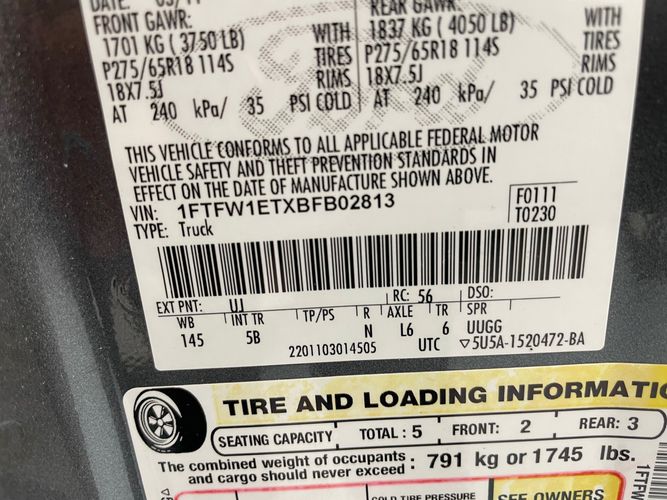 DATE: 03/11
FRONT GAWR: REAR GAWR:
1701 KG ( 3750 LB) WITH 1837 KG ( 4050 LB) WITH
P275/65R18 114S TIRES P275/65R18 114S TIRES
18X7.5J RIMS 18X7.5J RIMS
AT 240 kPa/ 35 PSI COLD AT 240 kPa/ 35 PSI COLD
THIS VEHICLE CONFORMS TO ALL APPLICABLE FEDERAL MOTOR
VEHICLE SAFETY AND THEFT PREVENTION STANDARDS IN
EFFECT ON THE DATE OF MANUFACTURE SHOWN ABOVE.
VIN: 1FTFW1ETXBFB02813 F0111
TYPE: Truck T0230
EXT PNT: UJ RC: 56 DSO:
WB INT TR TP/PS R AXLE TR SPR
145 5B N L6 6 UUGG
2201103014505 UTC ▽5U5A-1520472-BA
TIRE AND LOADING INFORMATIO
SEATING CAPACITY TOTAL : 5 FRONT: 2 REAR: 3
The combined weight of occupants
and cargo should never exceed : 791 kg or 1745 lbs.
COLD TIRE PRESSURE SEE OWNERS
1FTFW